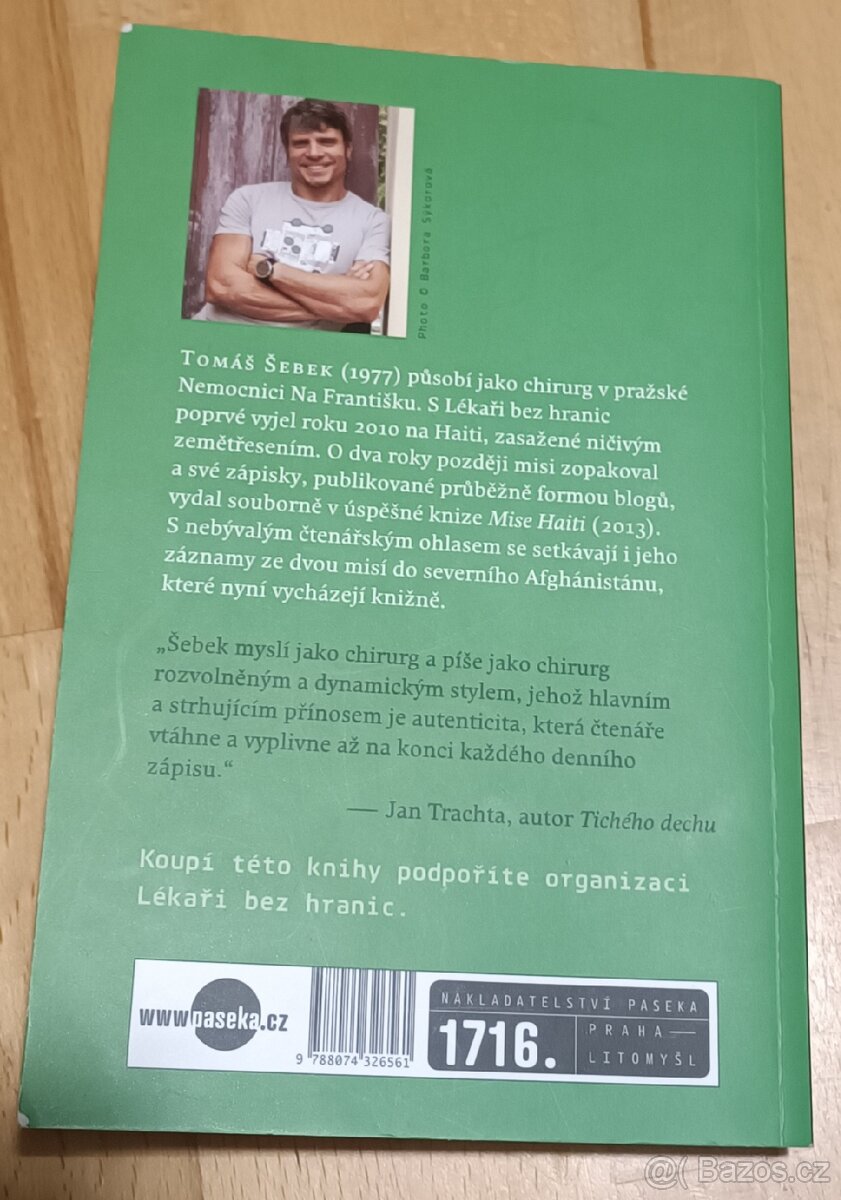 Photo © Barbora Sýkorová
Tomáš Šebek (1977) působí jako chirurg v pražské
Nemocnici Na Františku. S Lékaři bez hranic
poprvé vyjel roku 2010 na Haiti, zasažené ničivým
zemětřesením. O dva roky později misi zopakoval
a své zápisky, publikované průběžně formou blogů,
vydal souborně v úspěšné knize Mise Haiti (2013).
S nebývalým čtenářským ohlasem se setkávají i jeho
záznamy ze dvou misí do severního Afghánistánu,
které nyní vycházejí knižně.
„Šebek myslí jako chirurg a píše jako chirurg
rozvolněným a dynamickým stylem, jehož hlavním
a strhujícím přínosem je autenticita, která čtenáře
vtáhne a vyplivne až na konci každého denního
zápisu.“
— Jan Trachta, autor Tichého dechu
Koupí této knihy podpoříte organizaci
Lékaři bez hranic.
www.paseka.cz
9 788074 326561
NAKLADATELSTVÍ PASEKA
1716.
PRAHA—
LITOMYŠL
@( Bazoš.cz